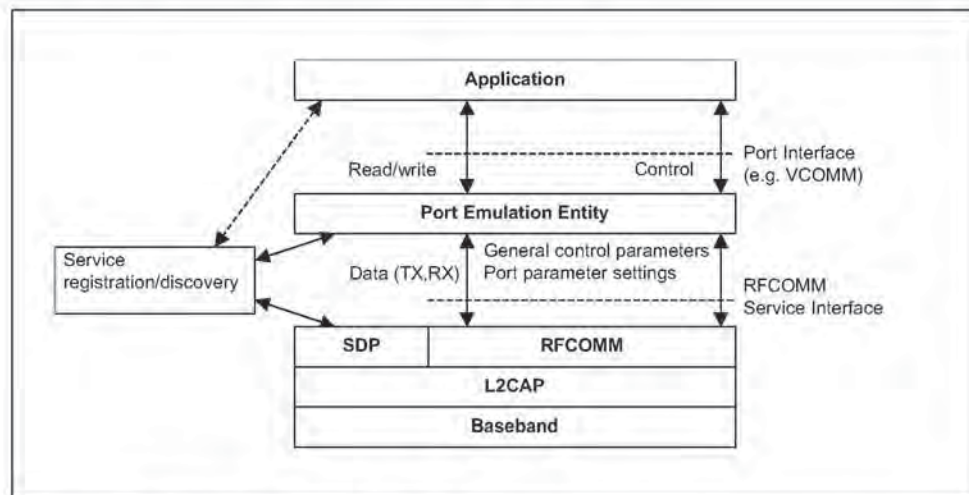 Application
Read/write
Control
Port Interface
(e.g. VCOMM)
Port Emulation Entity
Service
registration/discovery
Data (TX,RX)
General control parameters
Port parameter settings
RFCOMM
Service Interface
SDP
RFCOMM
L2CAP
Baseband